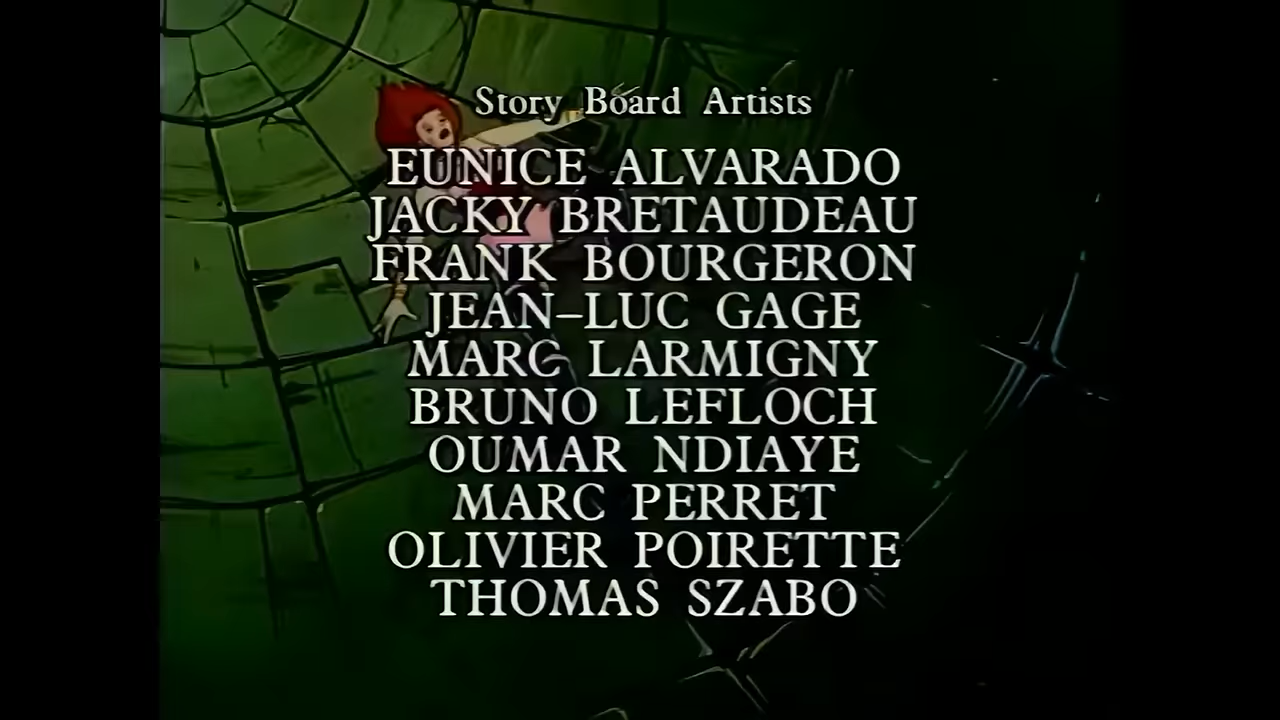 Story Board Artists
EUNICE ALVARADO
JACKY BRETAUDEAU
FRANK BOURGERON
JEAN-LUC GAGE
MARC LARMIGNY
BRUNO LEFLOCH
OUMAR NDIAYE
MARC PERRET
OLIVIER POIRETTE
THOMAS SZABO